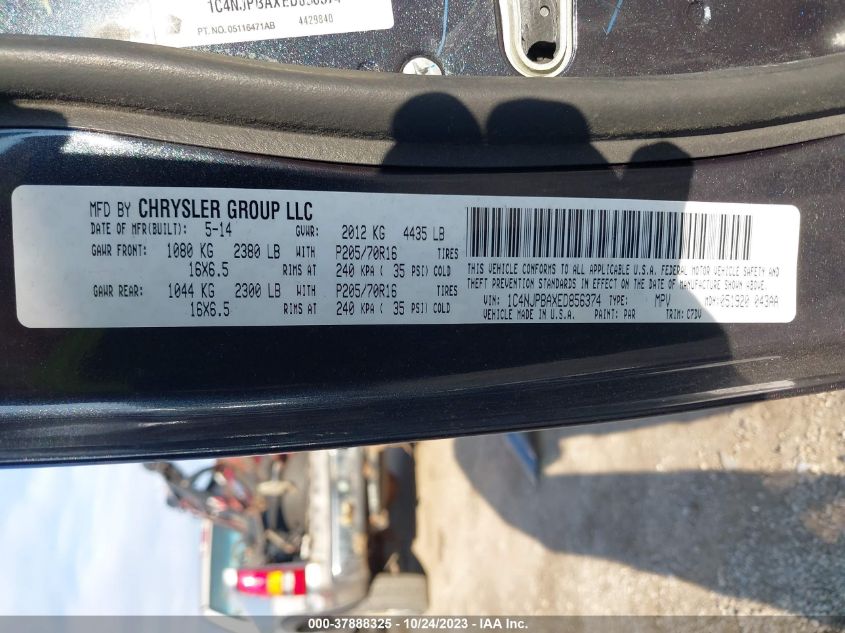 1C4NJPBAXED856374
PT. NO. 05116471AB 4429840
MFD BY CHRYSLER GROUP LLC
DATE OF MFR(BUILT): 5-14 GVWR: 2012 KG 4435 LB
GAWR FRONT: 1080 KG 2380 LB WITH P205/70R16 TIRES
16X6.5 RIMS AT 240 KPA ( 35 PSI) COLD
GAWR REAR: 1044 KG 2300 LB WITH P205/70R16 TIRES
16X6.5 RIMS AT 240 KPA ( 35 PSI) COLD
THIS VEHICLE CONFORMS TO ALL APPLICABLE U.S.A. FEDERAL MOTOR VEHICLE SAFETY AND
THEFT PREVENTION STANDARDS IN EFFECT ON THE DATE OF MANUFACTURE SHOWN ABOVE.
VIN: 1C4NJPBAXED856374 TYPE: MPV MDH: 051920 043AA
VEHICLE MADE IN U.S.A. PAINT: PAR TRIM: C7DV
000-37888325 - 10/24/2023 - IAA Inc.